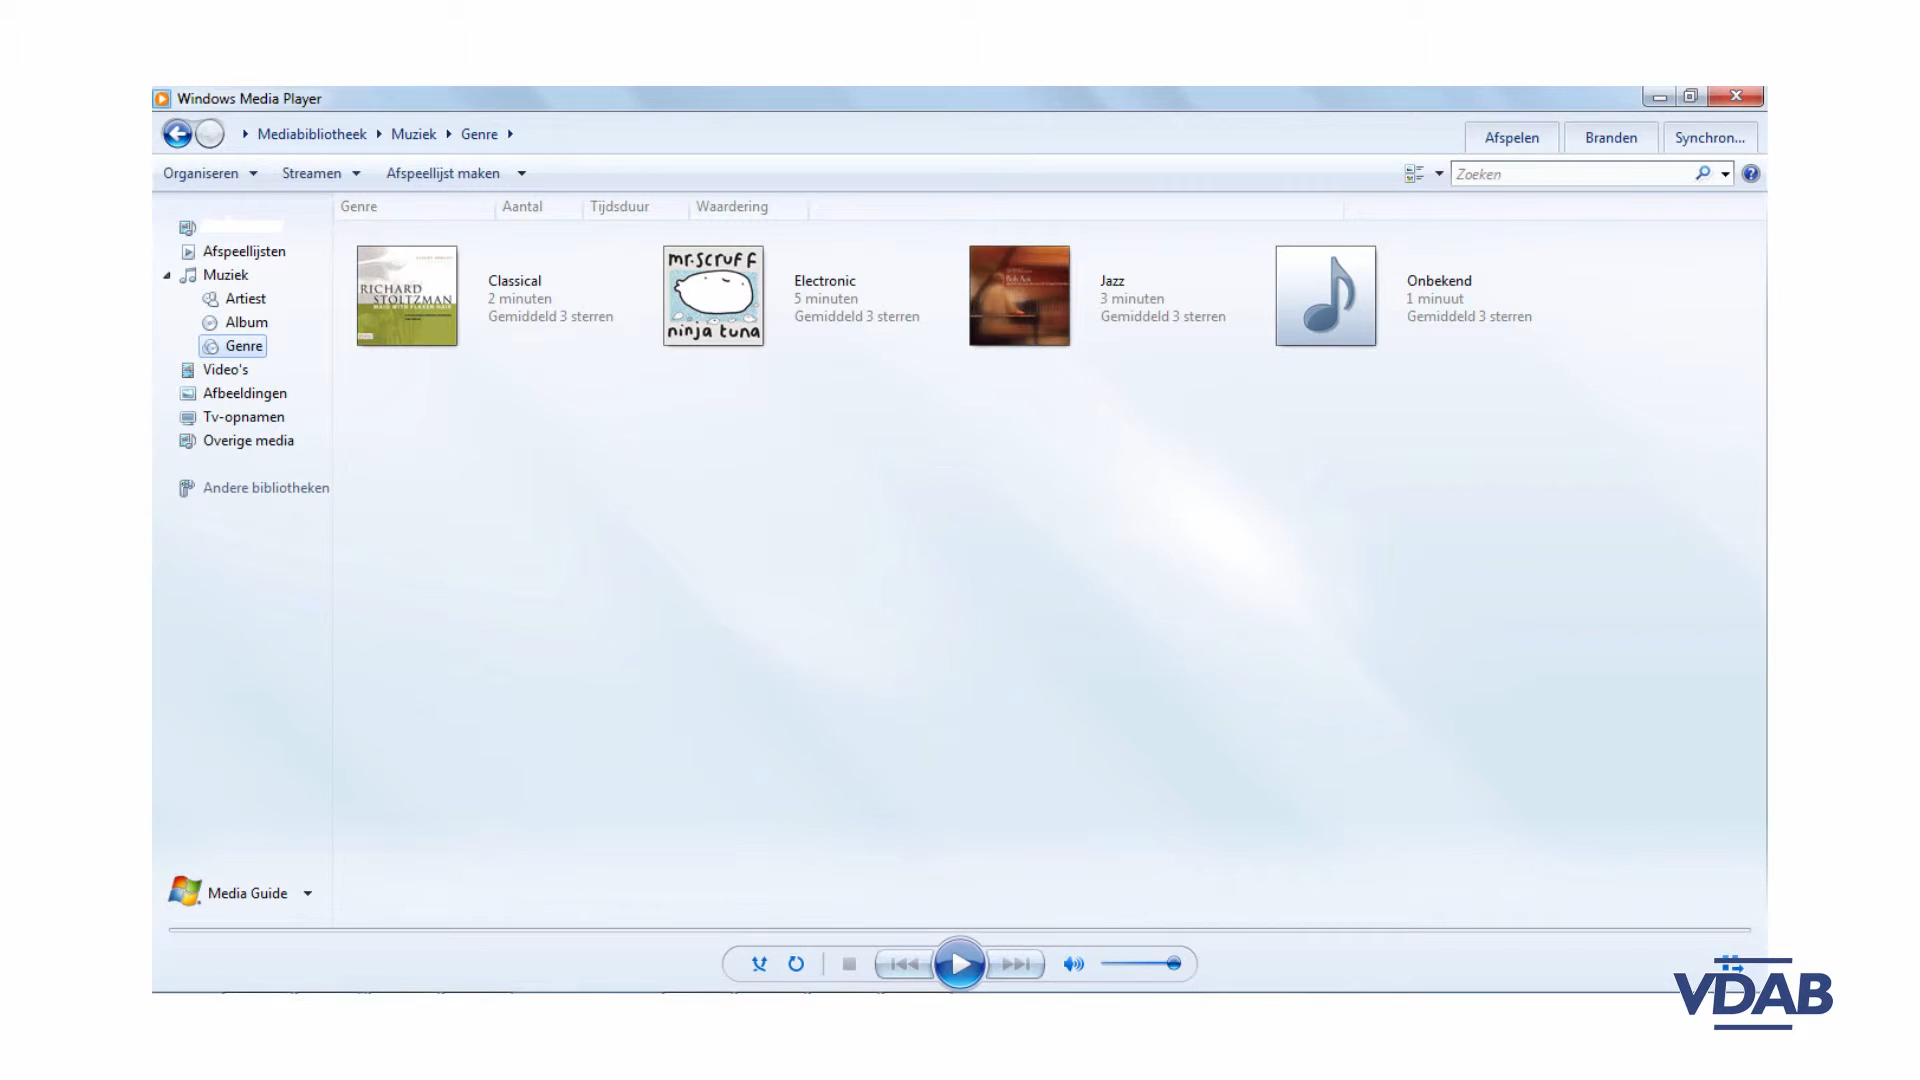 Windows Media Player
Mediabibliotheek Muziek Genre
Afspelen Branden Synchron...
Organiseren Streamen Afspeellijst maken
Zoeken
Genre Aantal Tijdsduur Waardering
Afspeellijsten
Muziek
Artiest
Album
Genre
Video's
Afbeeldingen
Tv-opnamen
Overige media
Andere bibliotheken
RICHARD
STOLTZMAN
Classical
2 minuten
Gemiddeld 3 sterren
mr.scruff
ninja tuna
Electronic
5 minuten
Gemiddeld 3 sterren
Jazz
3 minuten
Gemiddeld 3 sterren
Onbekend
1 minuut
Gemiddeld 3 sterren
Media Guide
VDAB